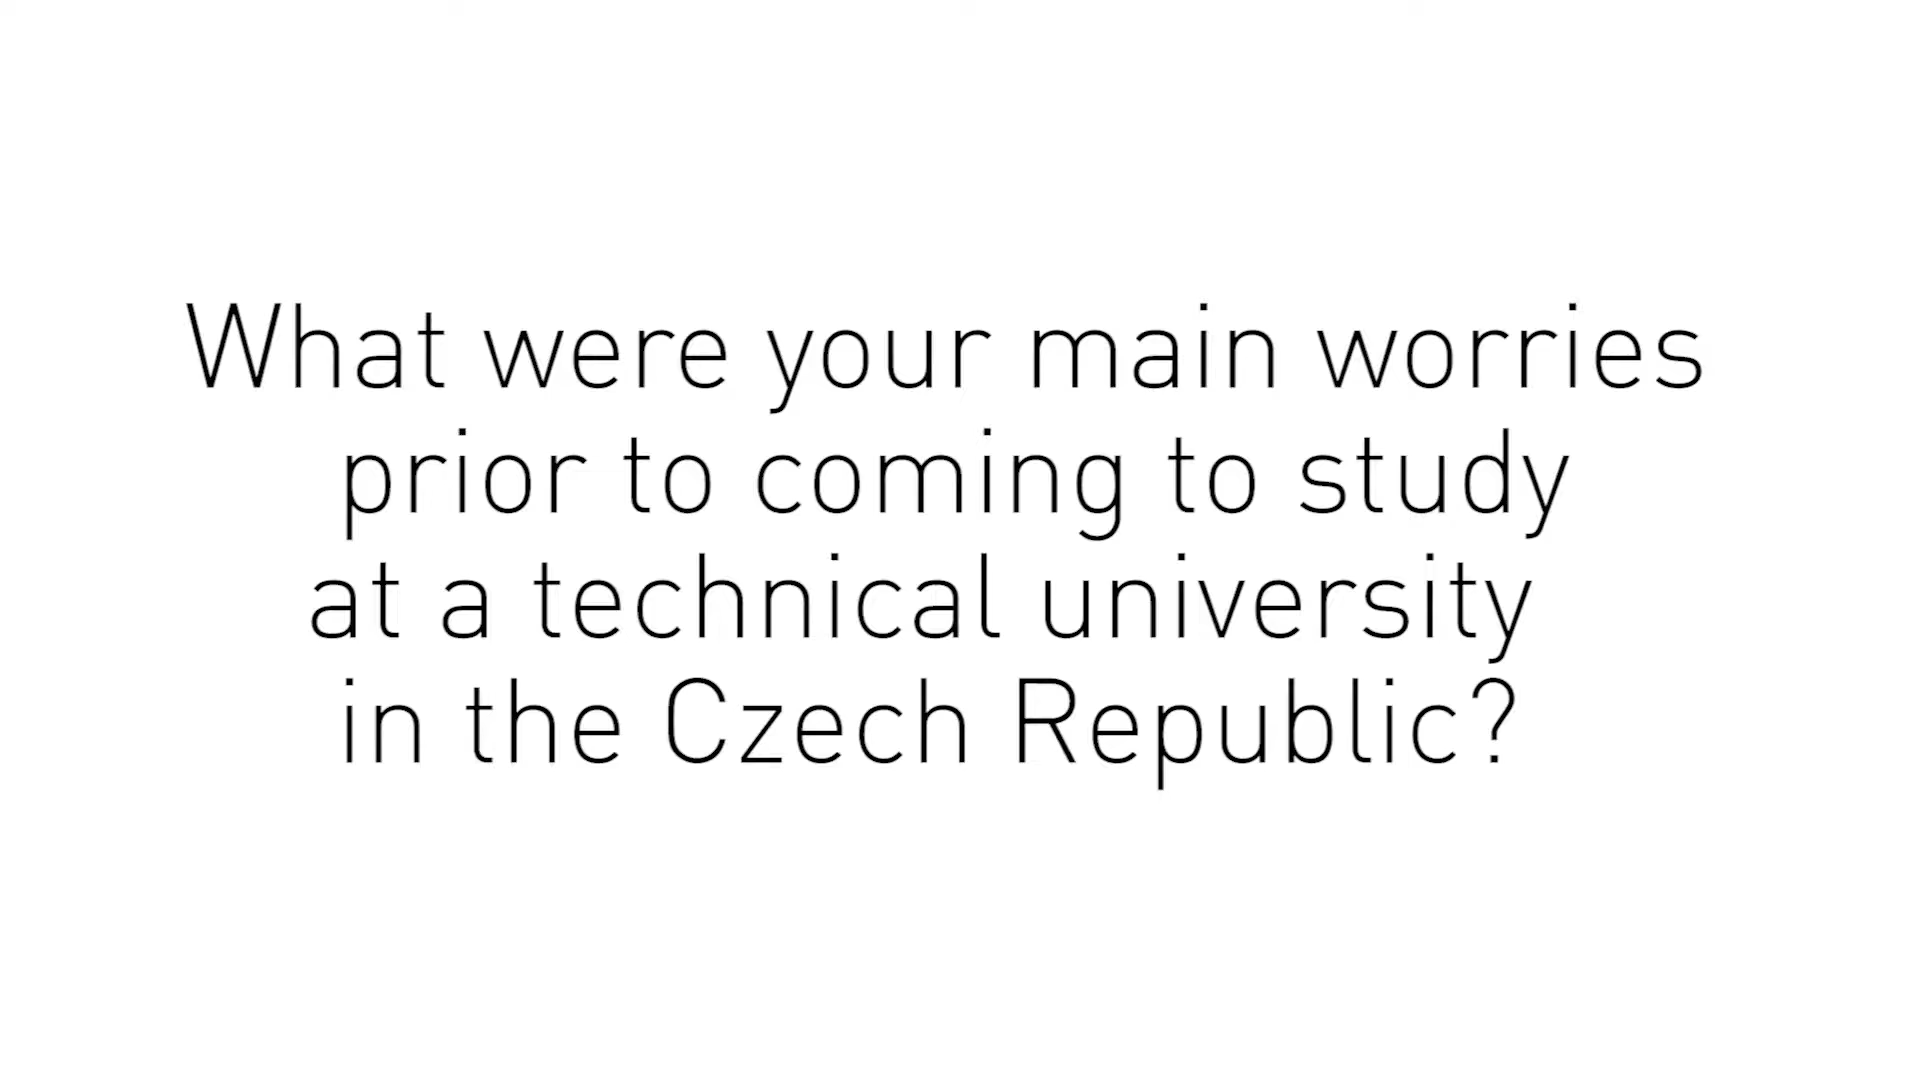 What were your main worries
prior to coming to study
at a technical university
in the Czech Republic?